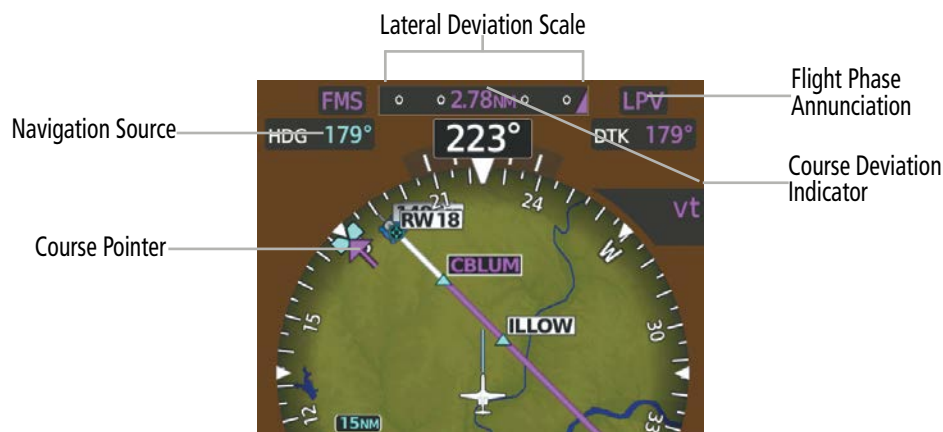 Lateral Deviation Scale
FMS
2.78NM
LPV
Flight Phase
Annunciation
Navigation Source
HDG 179°
223°
DTK 179°
Course Deviation
Indicator
21
24
vt
RW18
Course Pointer
W
CBLUM
15
ILLOW
30
12
15NM
33